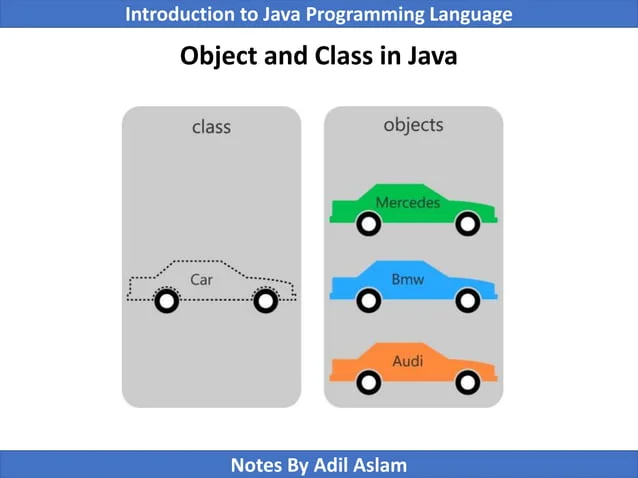 Introduction to Java Programming Language
Object and Class in Java
class
Car
objects
Mercedes
Bmw
Audi
Notes By Adil Aslam